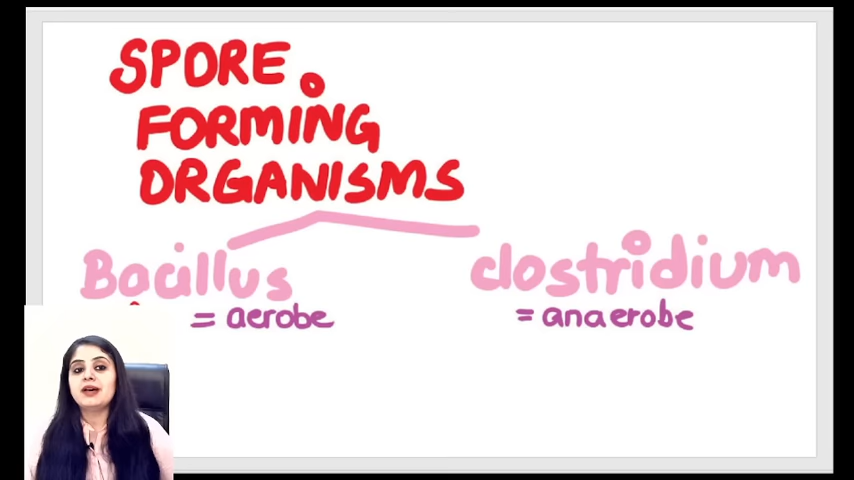 SPORE
FORMING
ORGANISMS
Bacillus
clostridium
= aerobe
= anaerobe